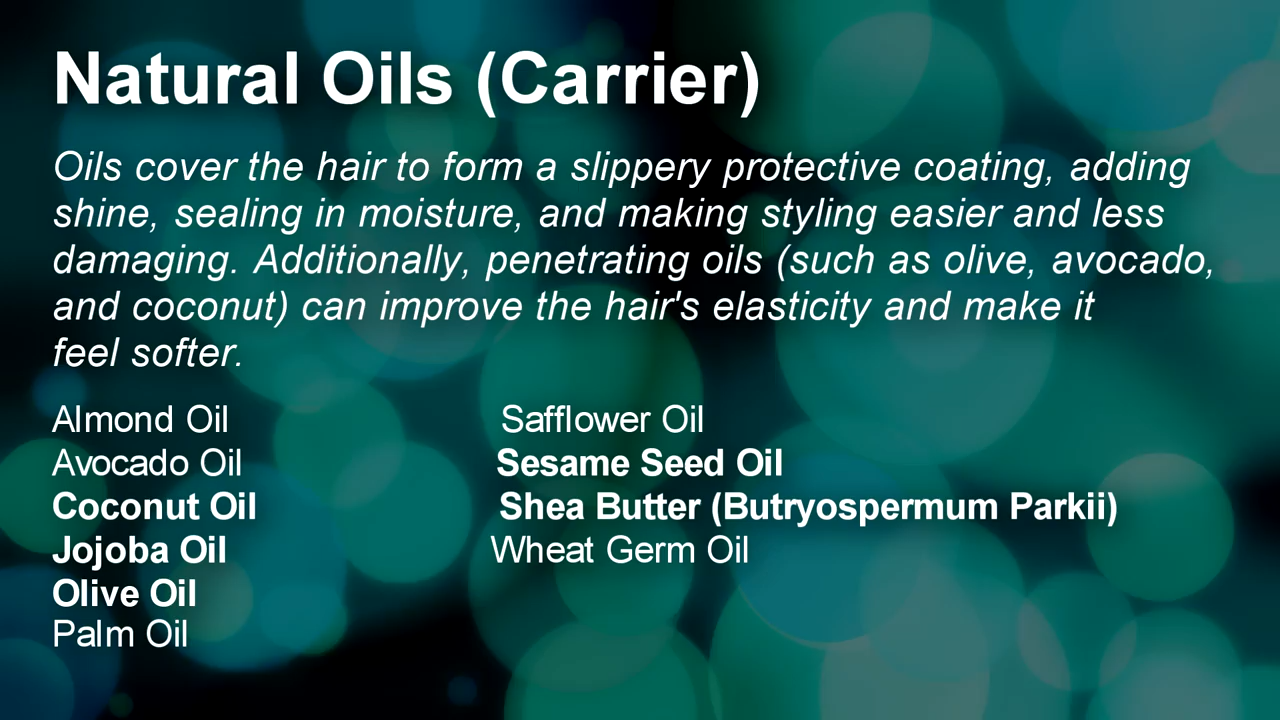 Natural Oils (Carrier)
Oils cover the hair to form a slippery protective coating, adding
shine, sealing in moisture, and making styling easier and less
damaging. Additionally, penetrating oils (such as olive, avocado,
and coconut) can improve the hair's elasticity and make it
feel softer.
Almond Oil
Avocado Oil
Coconut Oil
Jojoba Oil
Olive Oil
Palm Oil
Safflower Oil
Sesame Seed Oil
Shea Butter (Butryospermum Parkii)
Wheat Germ Oil